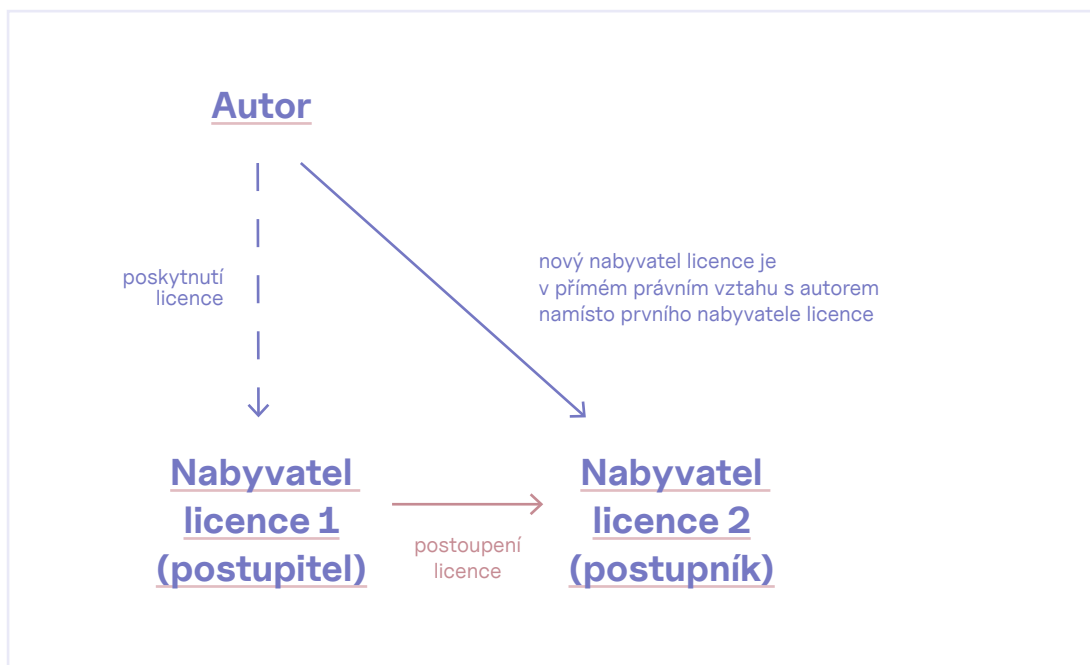 Autor
poskytnutí
licence
nový nabyvatel licence je
v přímém právním vztahu s autorem
namísto prvního nabyvatele licence
Nabyvatel
licence 1
(postupitel)
postoupení
licence
Nabyvatel
licence 2
(postupník)